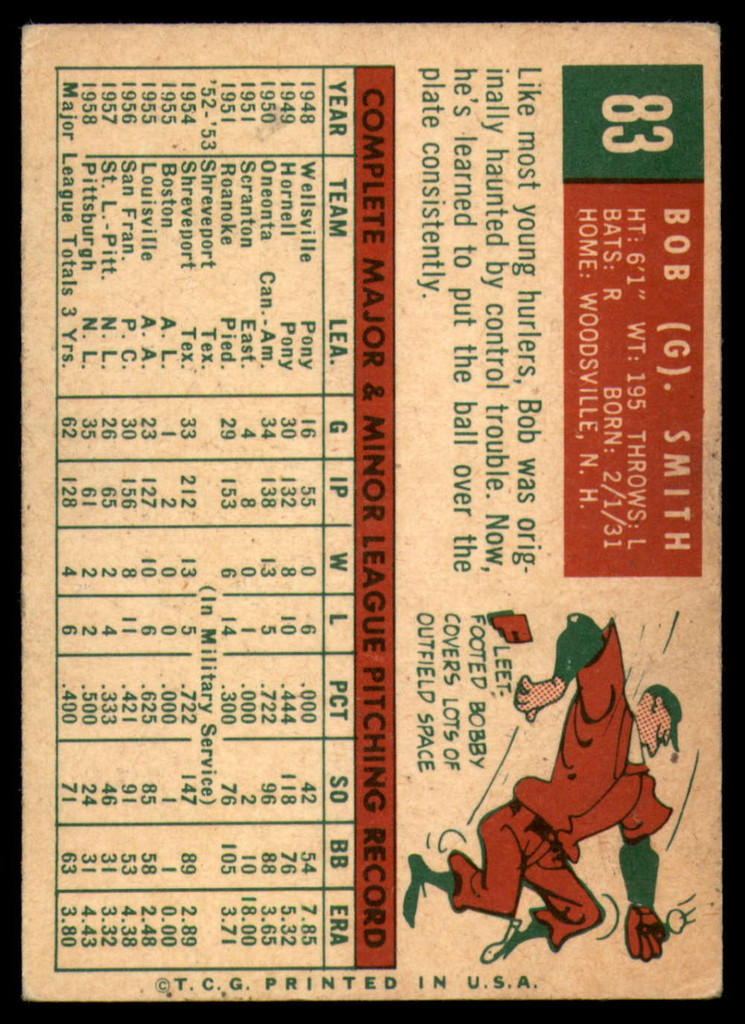 83
BOB (G). SMITH
HT: 6'1" WT: 195 THROWS: L
BATS: R BORN: 2/1/31
HOME: WOODSVILLE, N. H.
Like most young hurlers, Bob was orig-
inally haunted by control trouble. Now,
he's learned to put the ball over the
plate consistently.
FLEET-
FOOTED BOBBY
COVERS LOTS OF
OUTFIELD SPACE
COMPLETE MAJOR & MINOR LEAGUE PITCHING RECORD
YEAR TEAM LEA. G IP W L PCT SO BB ERA
1948 Wellsville Pony 16 55 0 6 .000 42 54 7.85
1949 Hornell Pony 30 132 8 10 .444 118 76 5.32
1950 Oneonta Can.-Am. 34 138 13 5 .722 96 88 3.65
1951 Scranton East. 4 8 0 1 .000 2 10 18.00
1951 Roanoke Pied. 29 153 6 14 .300 76 105 3.71
'52-'53 Shreveport Tex. (In Military Service)
1954 Shreveport Tex. 33 212 13 5 .722 147 89 2.89
1955 Boston A. L. 1 2 0 0 .000 1 1 0.00
1955 Louisville A. A. 23 127 10 6 .625 85 58 2.48
1956 San Fran. P. C. 30 156 8 11 .421 91 53 4.38
1957 St. L.-Pitt. N. L. 26 65 2 4 .333 46 31 3.32
1958 Pittsburgh N. L. 35 61 2 2 .500 24 31 4.43
Major League Totals 3 Yrs. 62 128 4 6 .400 71 63 3.80
©T.C.G. PRINTED IN U.S.A.